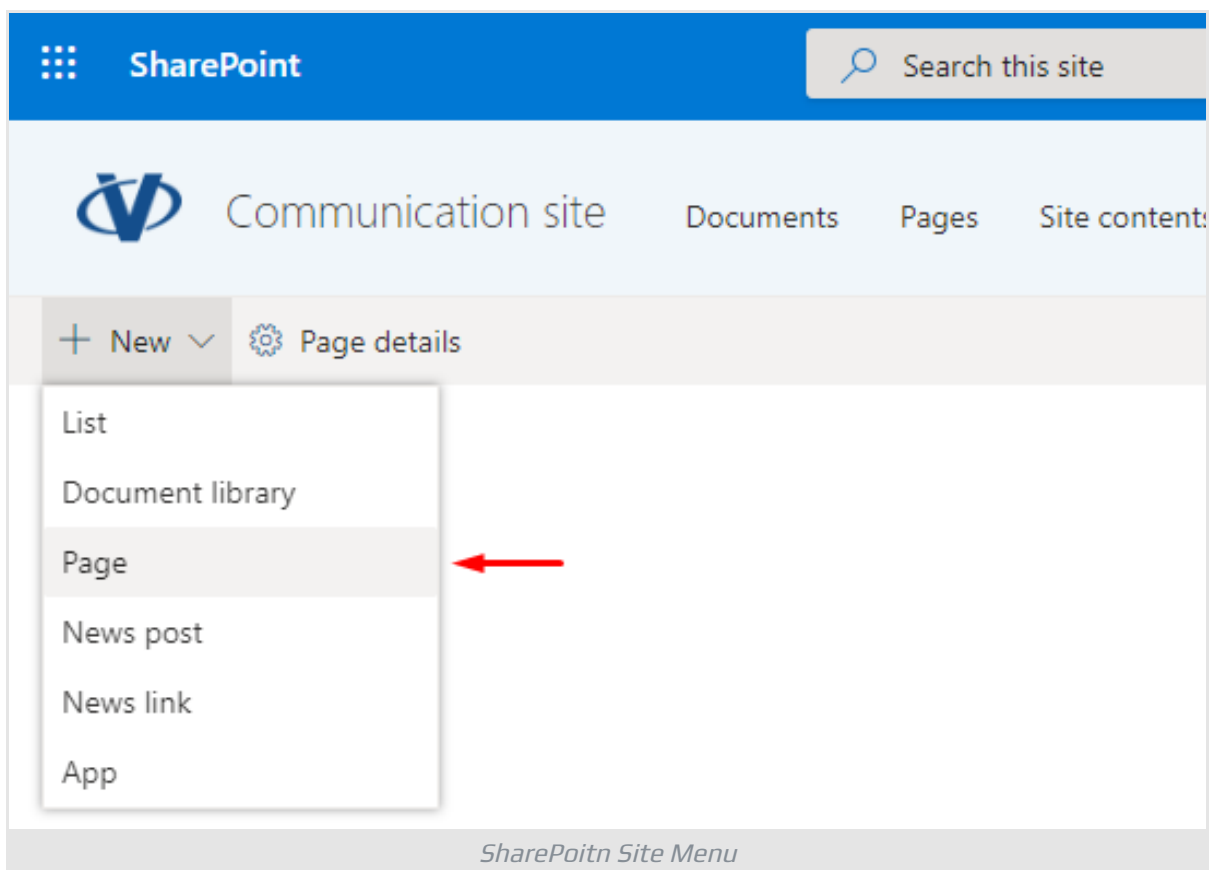 SharePoint
Search this site
Communication site Documents Pages Site contents
+ New Page details
List
Document library
Page
News post
News link
App
SharePoitn Site Menu